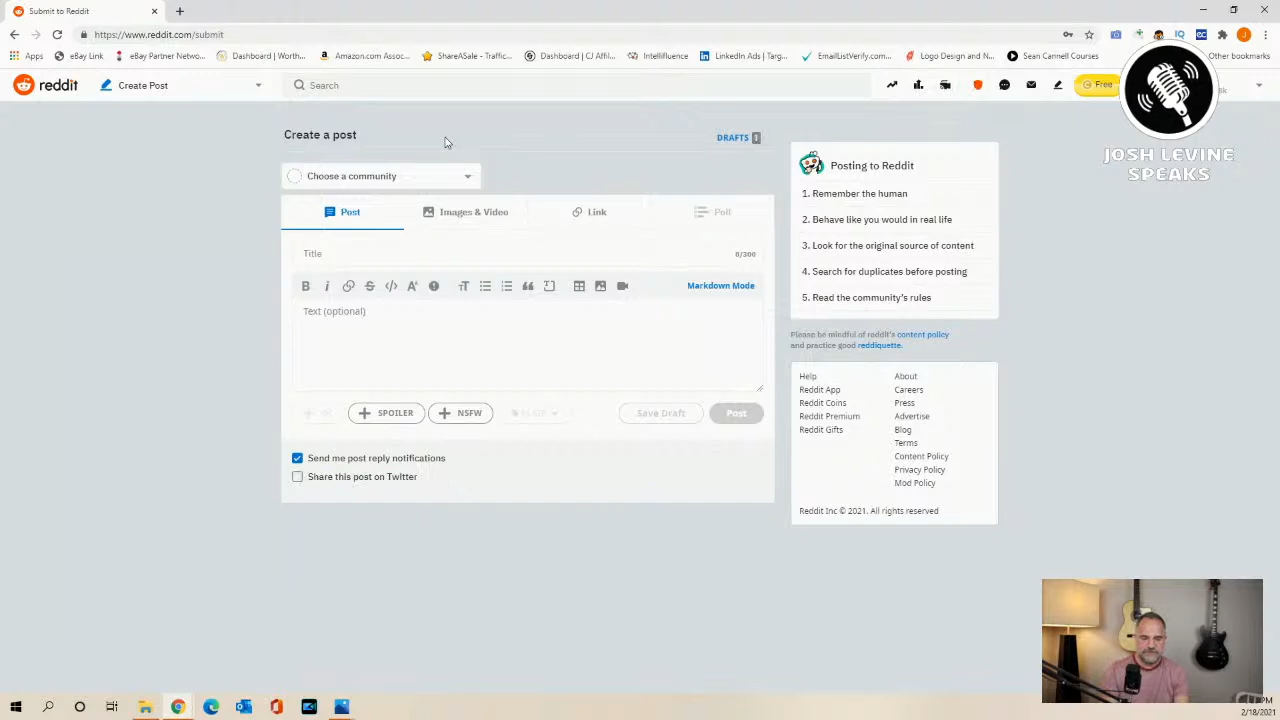 Submit to Reddit
https://www.reddit.com/submit
Apps
eBay Link
eBay Partner Netwo...
Dashboard | Worth...
Amazon.com Assoc...
ShareASale - Traffic...
Dashboard | CJ Affili...
Intellifluence
LinkedIn Ads | Targ...
EmailListVerify.com...
Logo Design and N...
Sean Cannell Courses
Other bookmarks
reddit
Create Post
Search
Free
JOSH LEVINE
SPEAKS
Create a post
DRAFTS
Choose a community
Post
Images & Video
Link
Poll
Title
0/300
Markdown Mode
Text (optional)
SPOILER
NSFW
FLAIR
Save Draft
Post
Send me post reply notifications
Share this post on Twitter
Posting to Reddit
1. Remember the human
2. Behave like you would in real life
3. Look for the original source of content
4. Search for duplicates before posting
5. Read the community's rules
Please be mindful of reddit's content policy
and practice good reddiquette.
Help
Reddit App
Reddit Coins
Reddit Premium
Reddit Gifts
About
Careers
Press
Advertise
Blog
Terms
Content Policy
Privacy Policy
Mod Policy
Reddit Inc © 2021. All rights reserved
2/18/2021